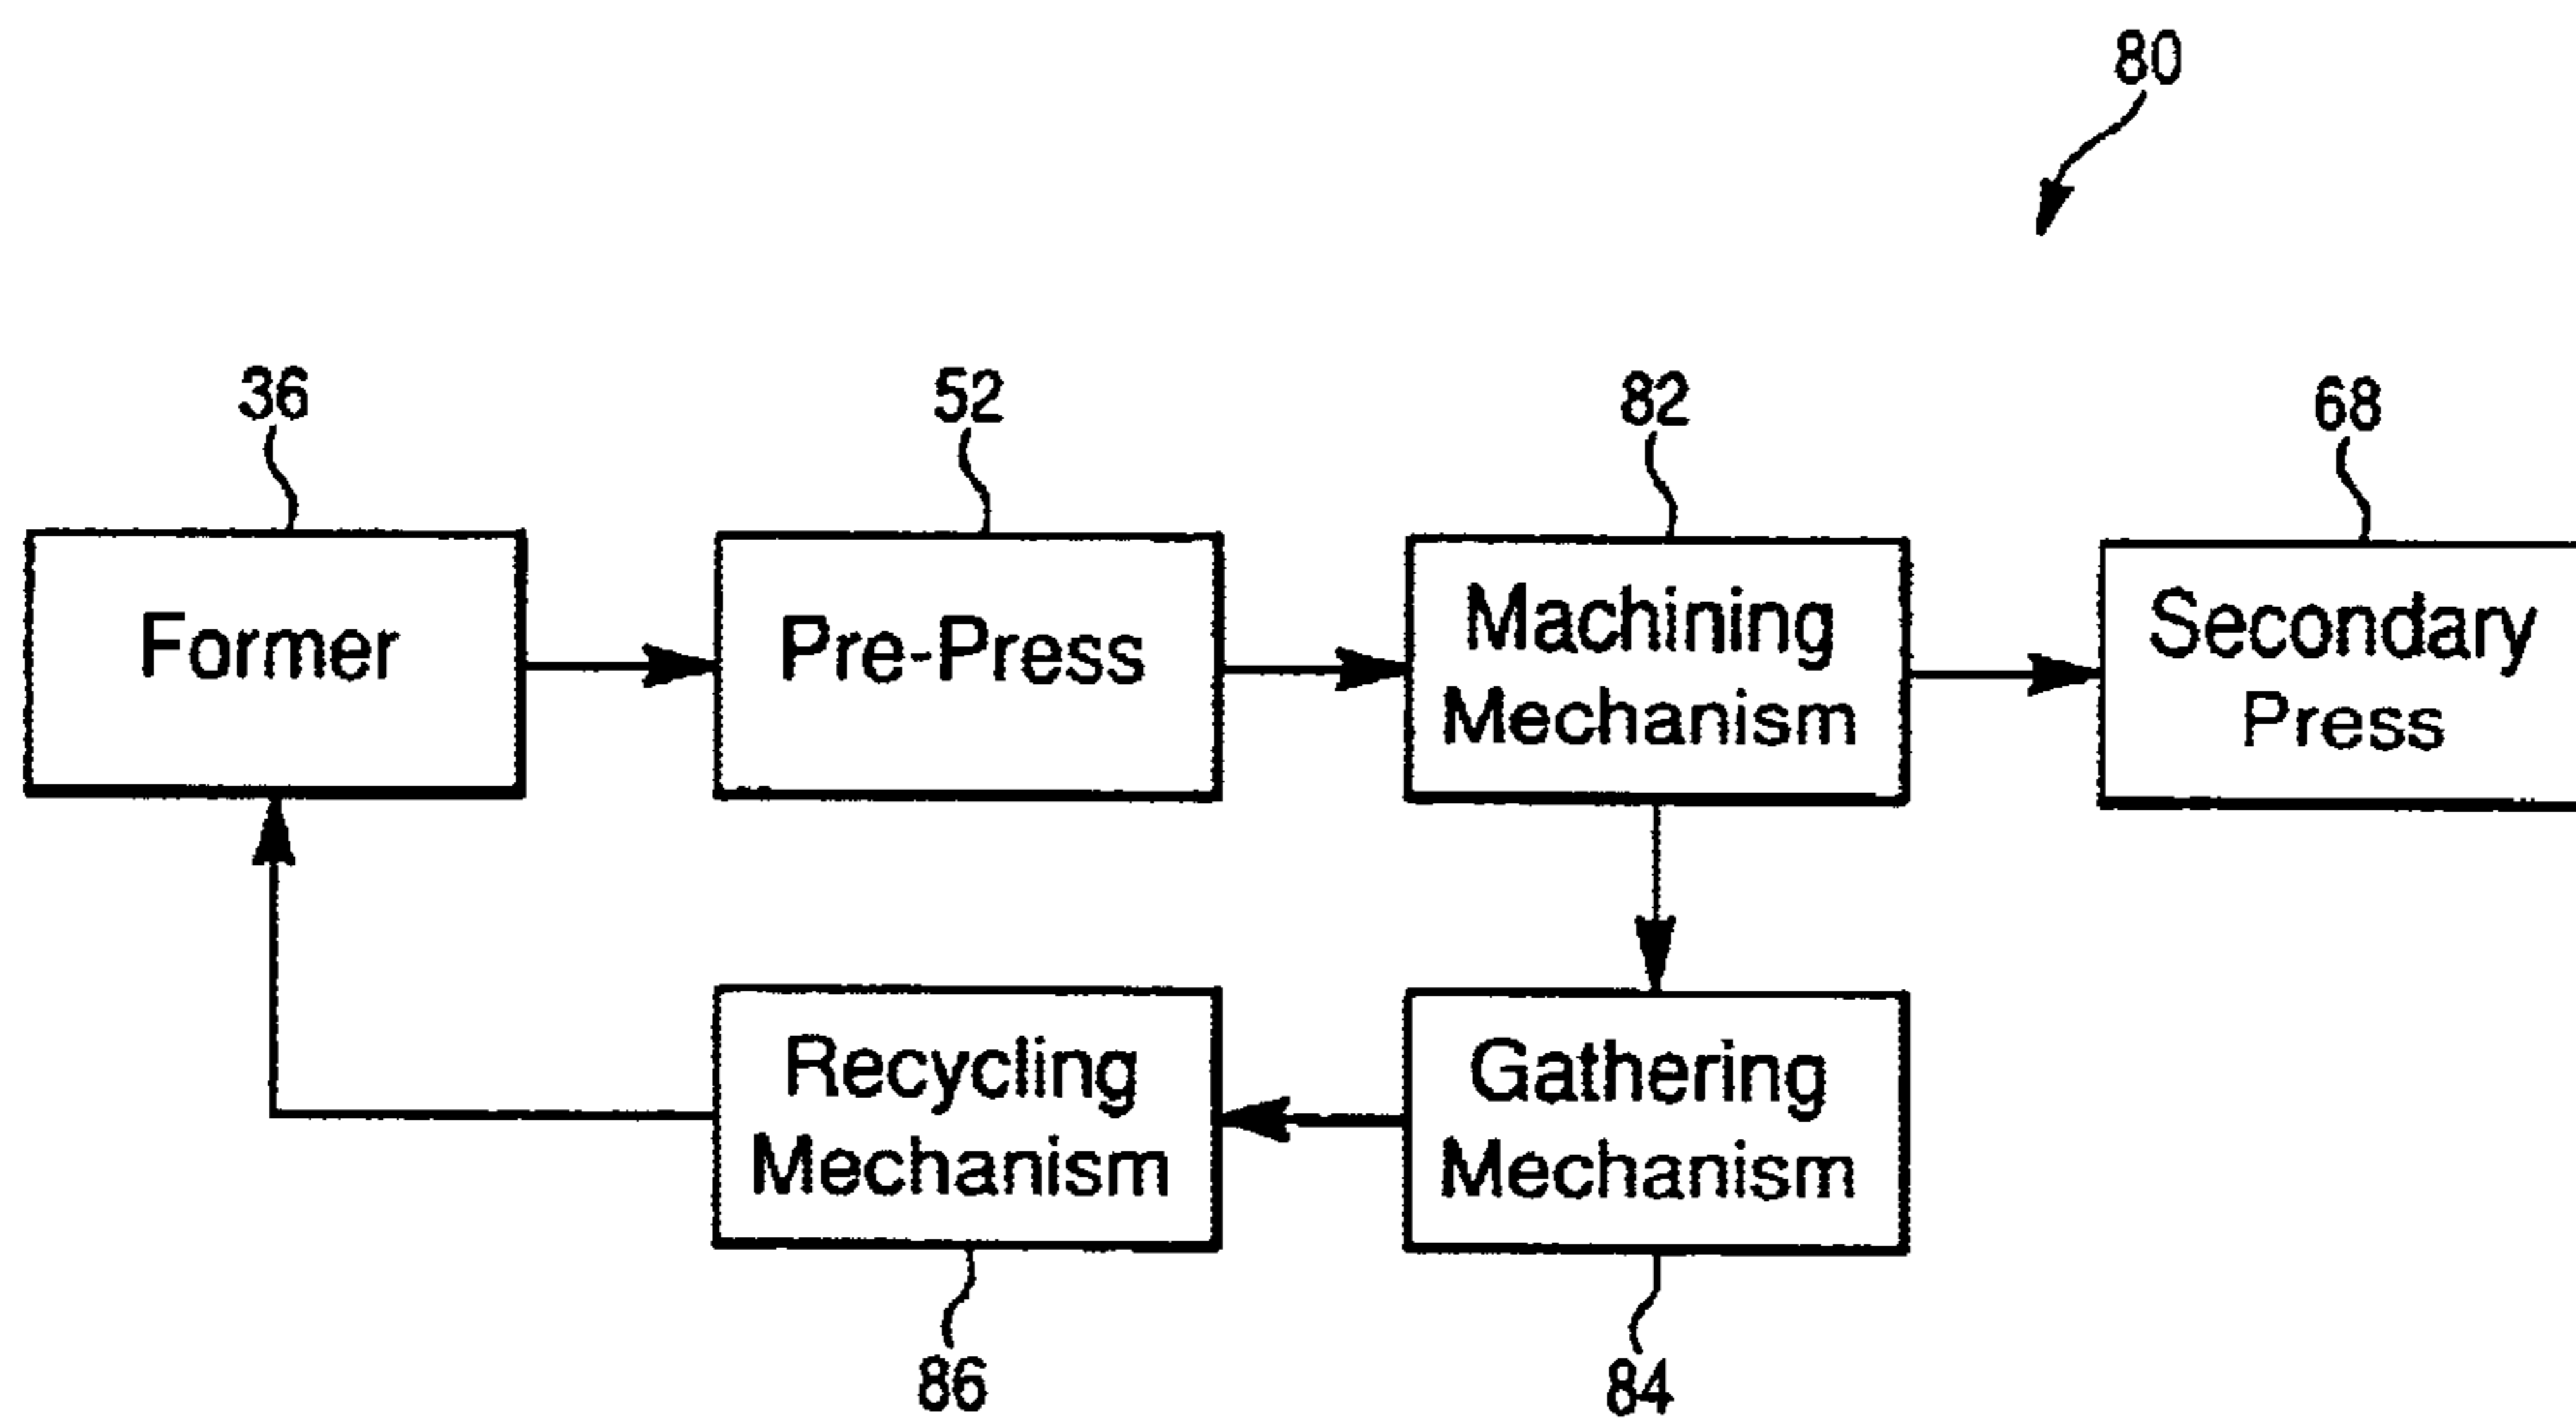 80
36
52
82
68
Former
Pre-Press
Machining
Mechanism
Secondary
Press
Recycling
Mechanism
Gathering
Mechanism
86
84